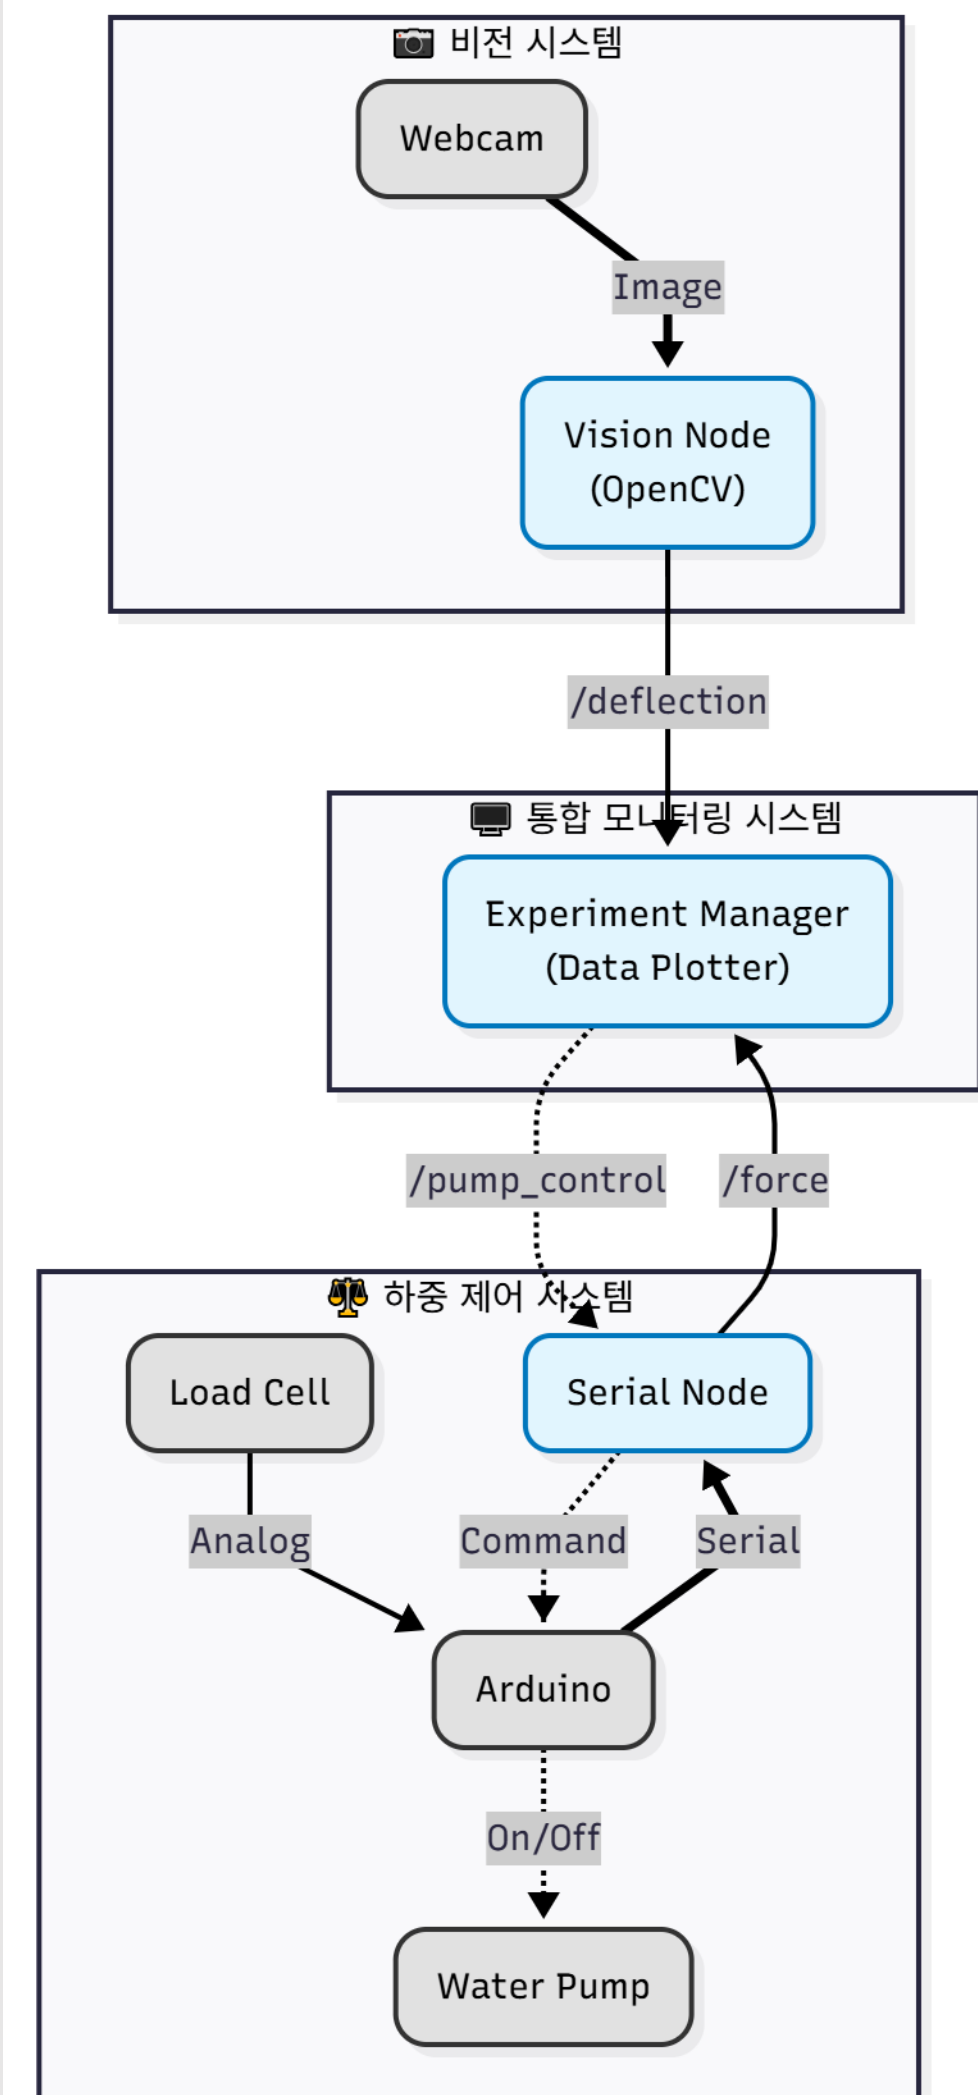 📷 비전 시스템
Webcam
Image
Vision Node
(OpenCV)
/deflection
🖥️ 통합 모니터링 시스템
Experiment Manager
(Data Plotter)
/pump_control
/force
⚖️ 하중 제어 시스템
Load Cell
Serial Node
Analog
Command
Serial
Arduino
On/Off
Water Pump